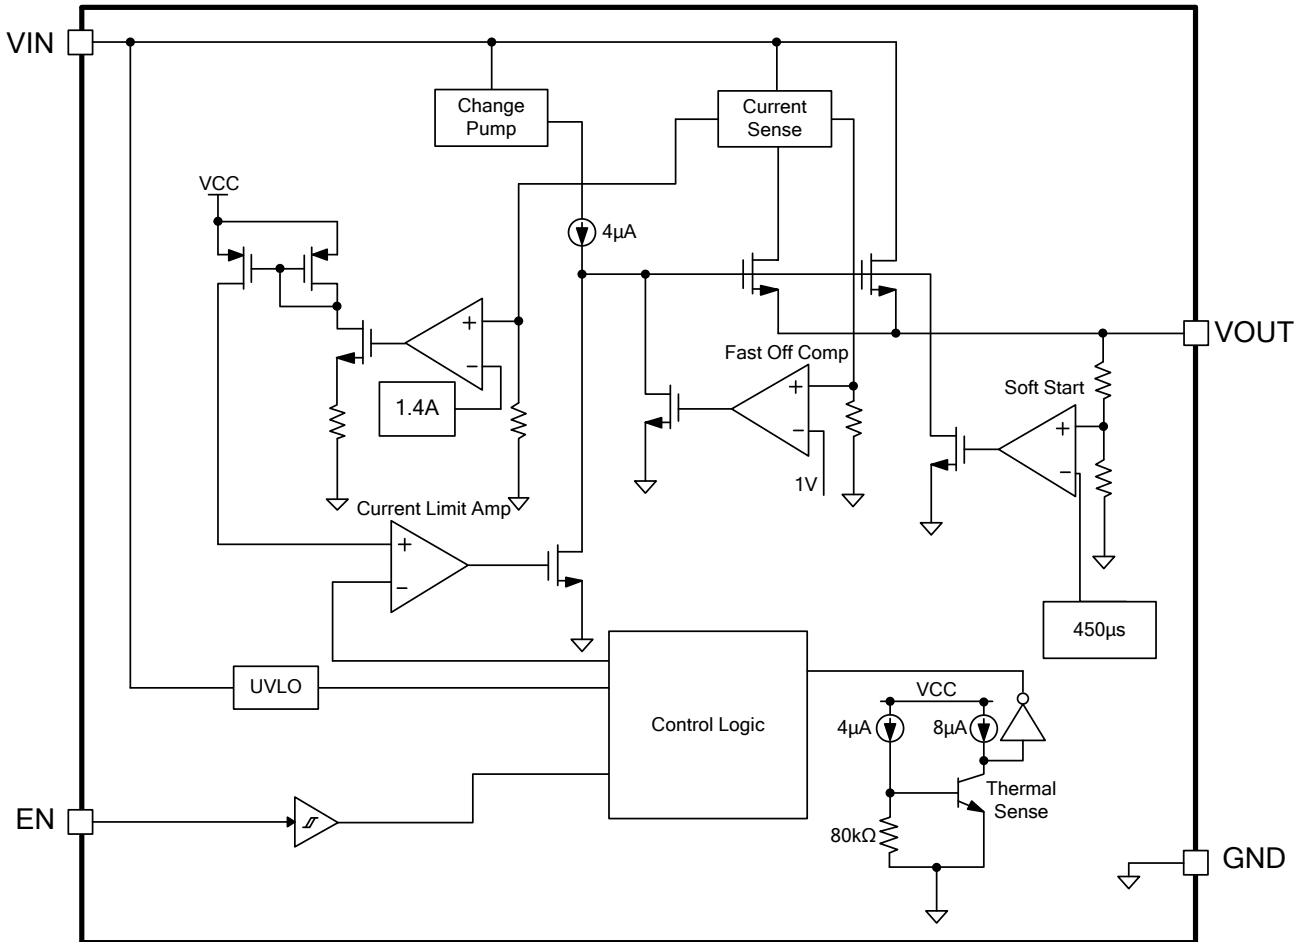 VIN
Change
Pump
Current
Sense
VCC
4µA
+
−
1.4A
Fast Off Comp
+
−
1V
VOUT
Soft Start
+
−
Current Limit Amp
+
−
450µs
UVLO
Control Logic
VCC
4µA
8µA
Thermal
Sense
80kΩ
EN
GND